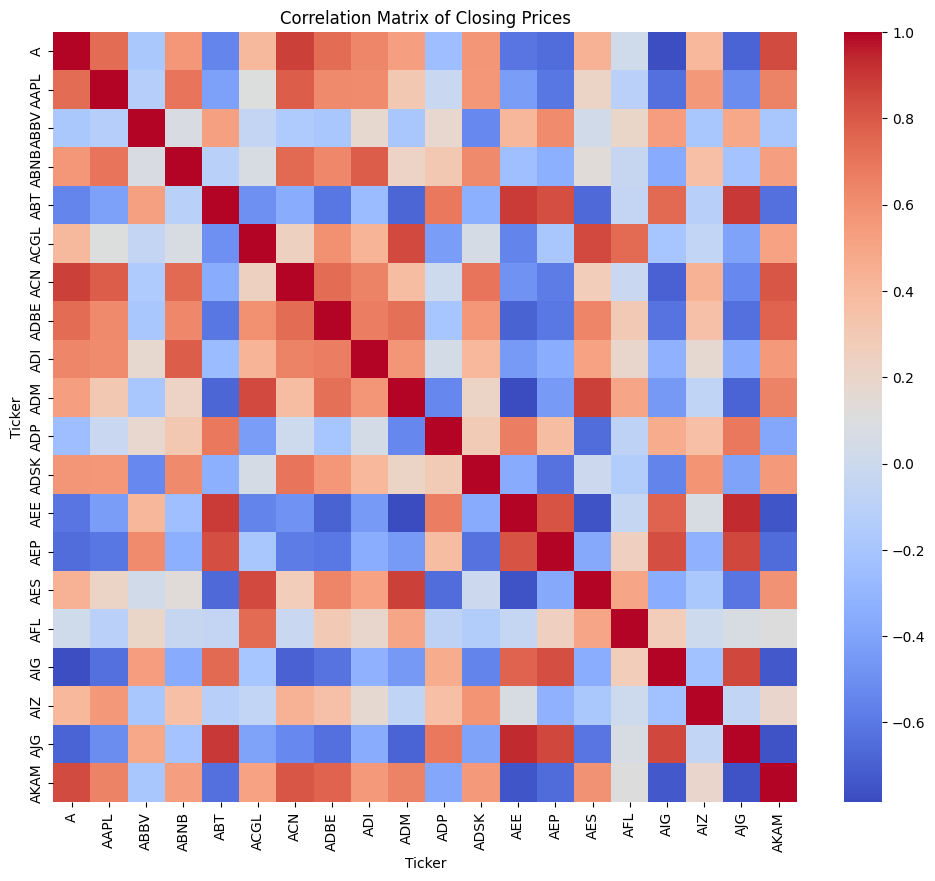 Correlation Matrix of Closing Prices
Ticker
A
AAPL
ABBV
ABNB
ABT
ACGL
ACN
ADBE
ADI
ADM
ADP
ADSK
AEE
AEP
AES
AFL
AIG
AIZ
AJG
AKAM
A
AAPL
ABBV
ABNB
ABT
ACGL
ACN
ADBE
ADI
ADM
ADP
ADSK
AEE
AEP
AES
AFL
AIG
AIZ
AJG
AKAM
Ticker
1.0
0.8
0.6
0.4
0.2
0.0
−0.2
−0.4
−0.6